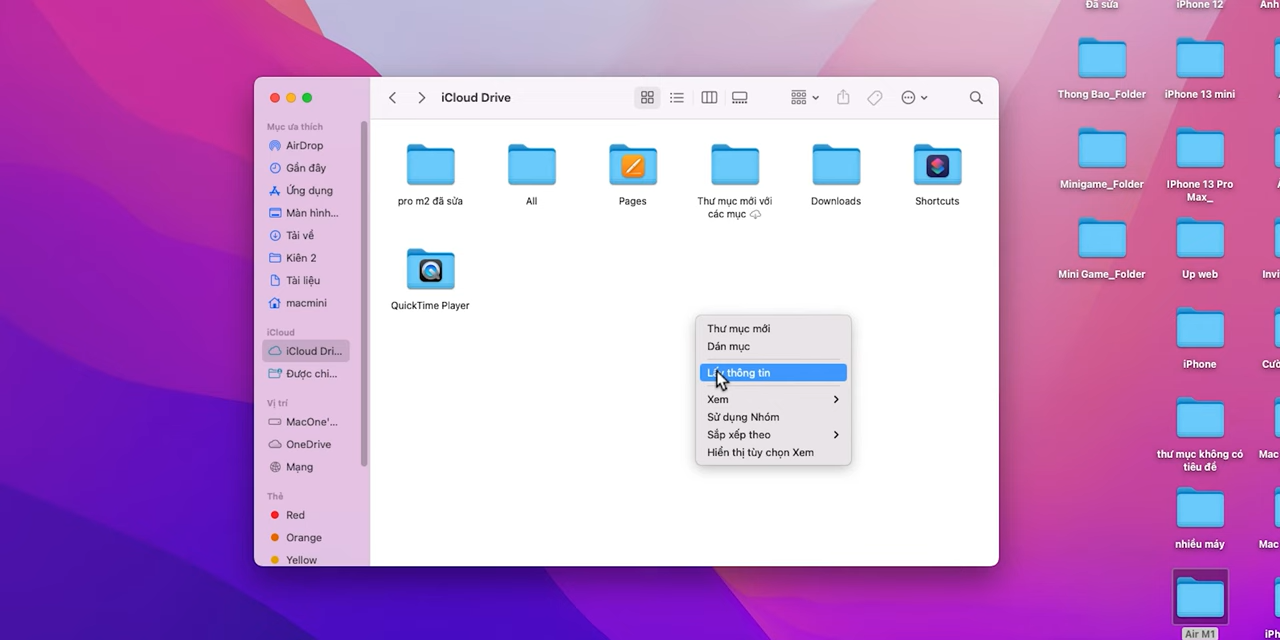 iCloud Drive
Mục ưa thích
AirDrop
Gần đây
Ứng dụng
Màn hình...
Tải về
Kiên 2
Tài liệu
macmini
iCloud
iCloud Dri...
Được chi...
Vị trí
MacOne'...
OneDrive
Mạng
Thẻ
Red
Orange
Yellow
pro m2 đã sửa
All
Pages
Thư mục mới với
các mục
Downloads
Shortcuts
QuickTime Player
Thư mục mới
Dán mục
Lấy thông tin
Xem
Sử dụng Nhóm
Sắp xếp theo
Hiển thị tùy chọn Xem
Đã sửa
iPhone 12
Thong Bao_Folder
iPhone 13 mini
Minigame_Folder
IPhone 13 Pro
Max_
Mini Game_Folder
Up web
iPhone
thư mục không có
tiêu đề
nhiều máy
Air M1